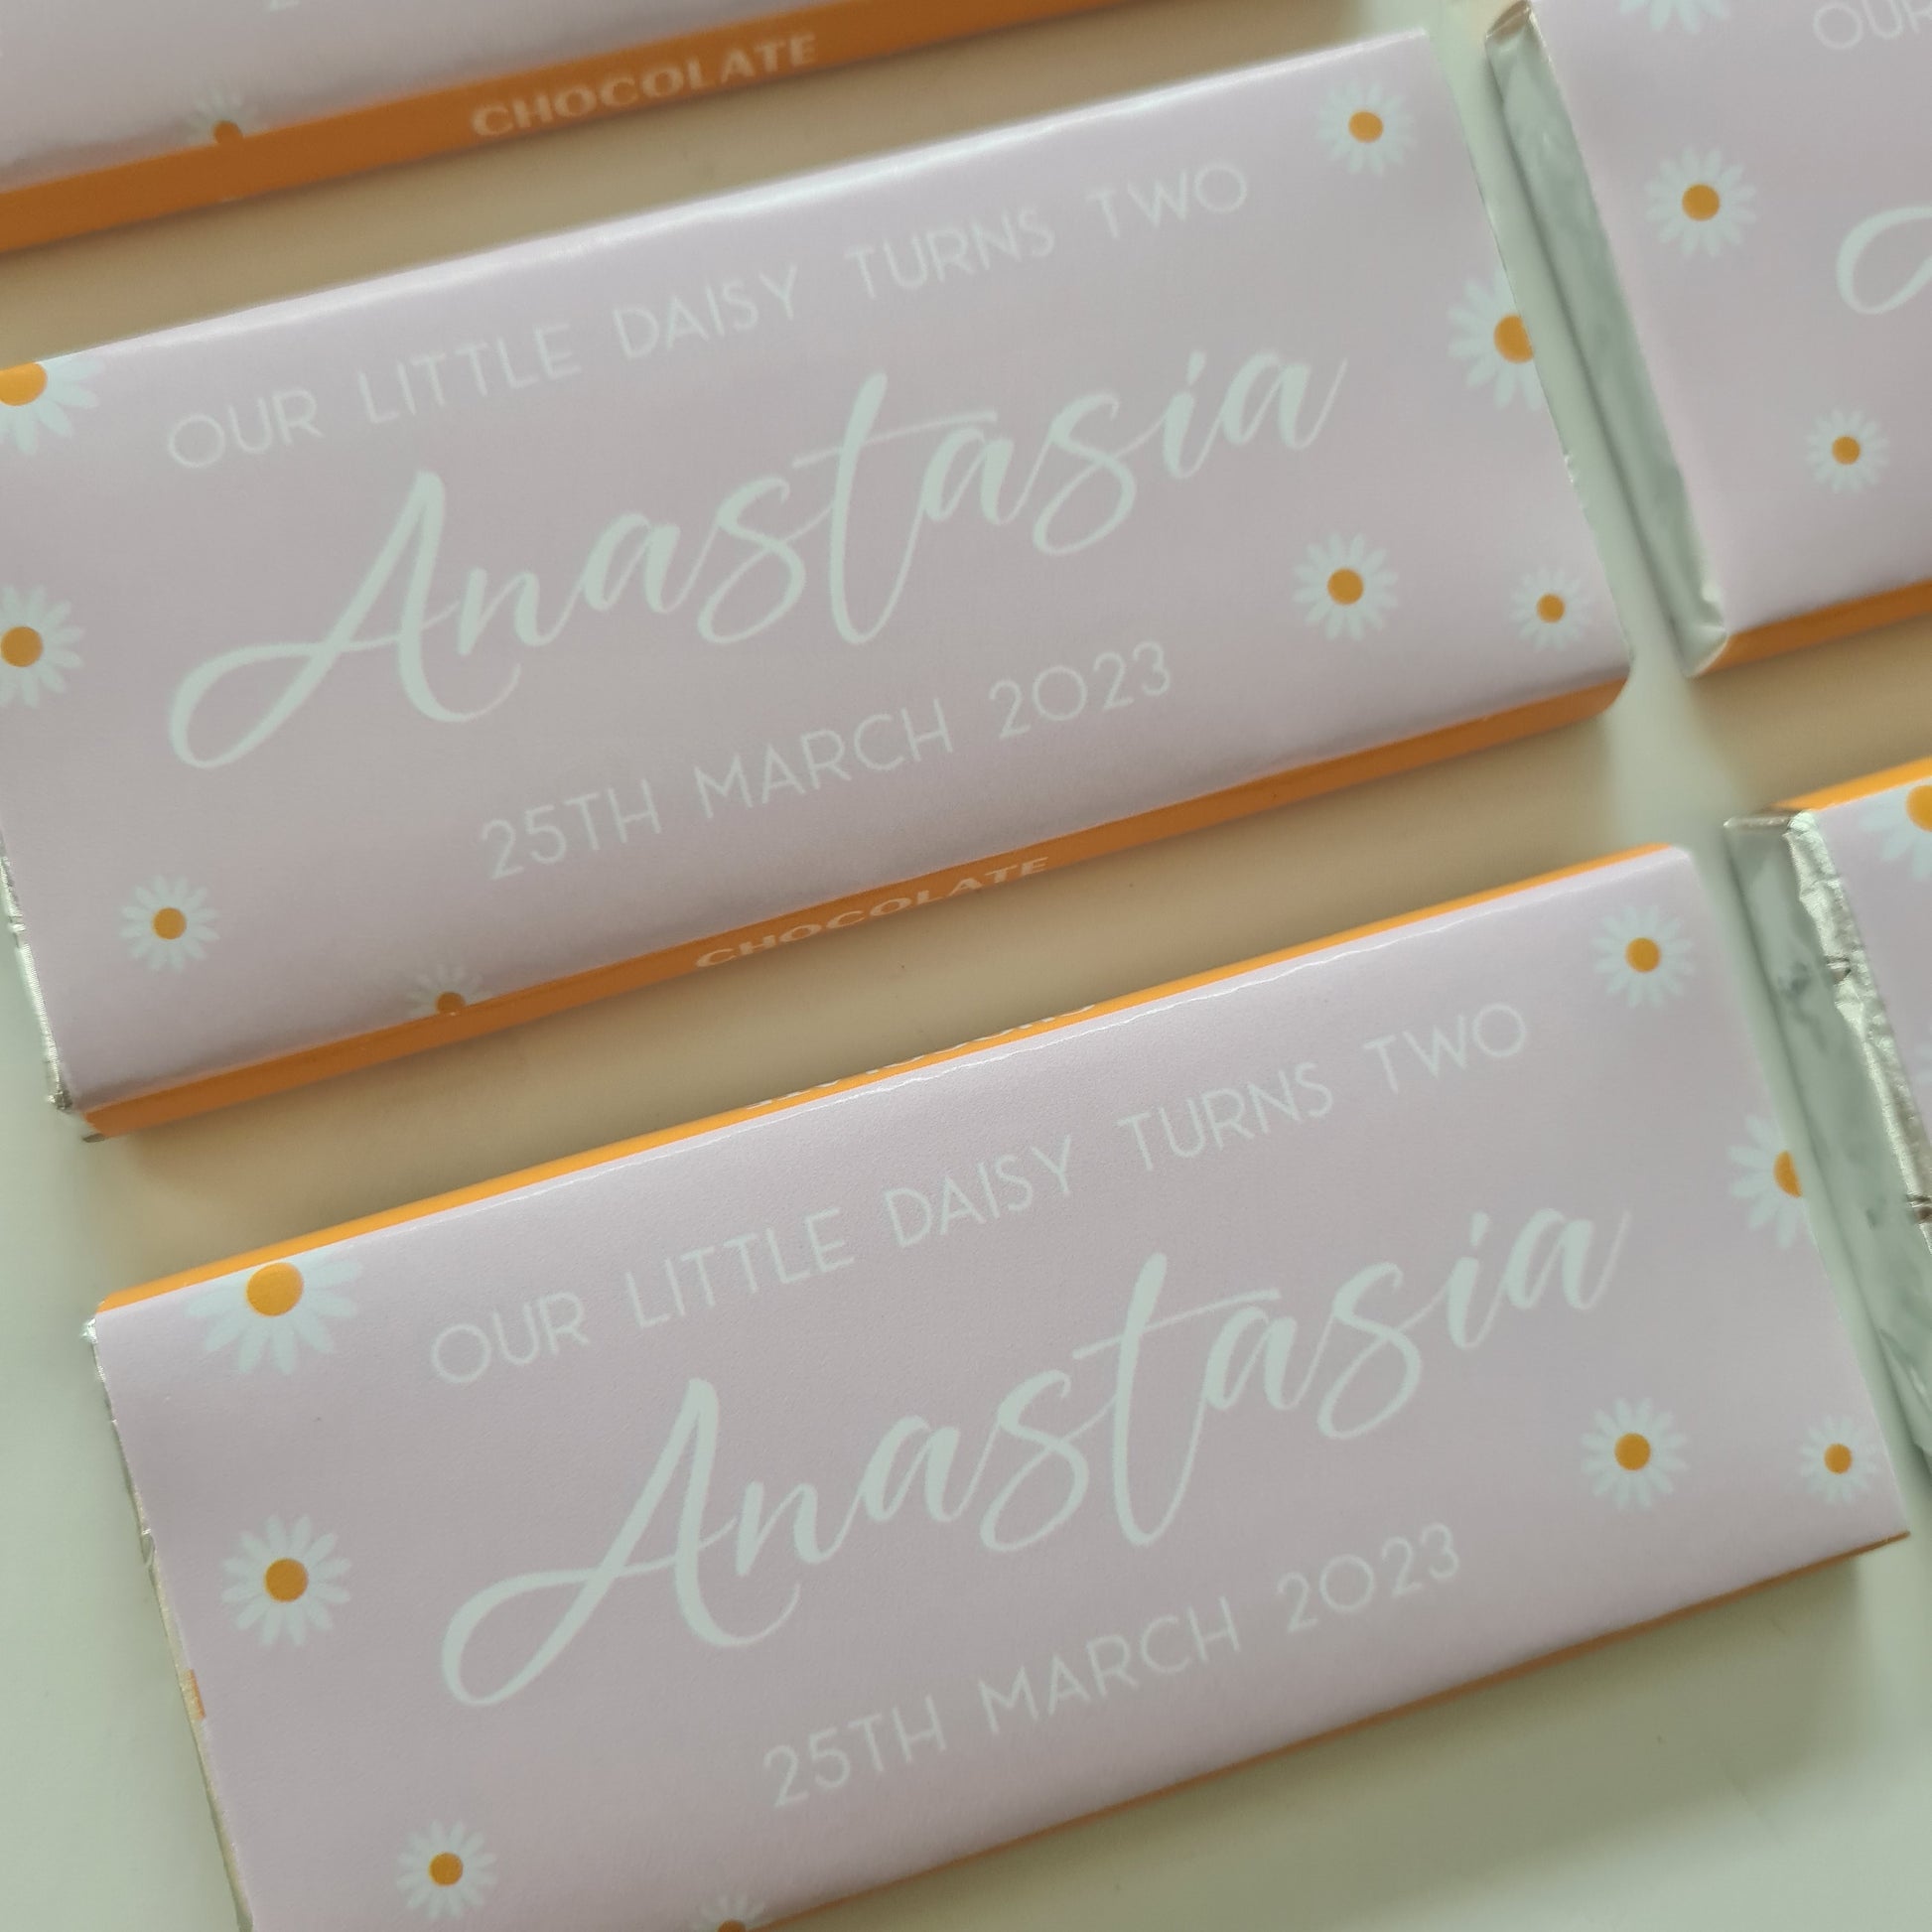 CHOCOLATE
OUR
OUR LITTLE DAISY TURNS TWO
Anastasia
25TH MARCH 2023
CHOCOLATE
OUR LITTLE DAISY TURNS TWO
Anastasia
25TH MARCH 2023